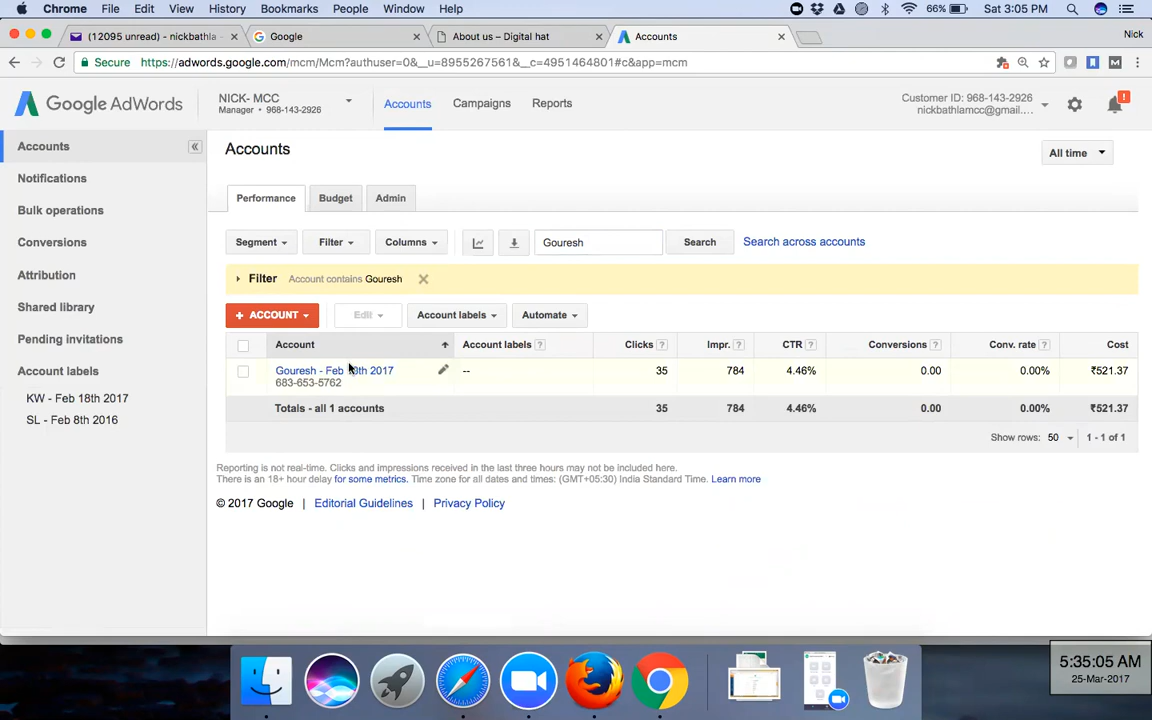 Chrome File Edit View History Bookmarks People Window Help 66% Sat 3:05 PM
(12095 unread) - nickbathla × Google × About us – Digital hat × Accounts × Nick
Secure https://adwords.google.com/mcm/Mcm?authuser=0&__u=8955267561&__c=4951464801#c&app=mcm
Google AdWords
NICK- MCC
Manager • 968-143-2926
Accounts Campaigns Reports
Customer ID: 968-143-2926
nickbathlamcc@gmail....
!
Accounts
Notifications
Bulk operations
Conversions
Attribution
Shared library
Pending invitations
Account labels
KW - Feb 18th 2017
SL - Feb 8th 2016
Accounts
All time
Performance Budget Admin
Segment Filter Columns Gouresh Search Search across accounts
Filter Account contains Gouresh
+ ACCOUNT Edit Account labels Automate
Account Account labels ? Clicks ? Impr. ? CTR ? Conversions ? Conv. rate ? Cost
Gouresh - Feb 2017 -- 35 784 4.46% 0.00 0.00% ₹521.37
683-653-5762
Totals - all 1 accounts 35 784 4.46% 0.00 0.00% ₹521.37
Show rows: 50 1 - 1 of 1
Reporting is not real-time. Clicks and impressions received in the last three hours may not be included here.
There is an 18+ hour delay for some metrics. Time zone for all dates and times: (GMT+05:30) India Standard Time. Learn more
© 2017 Google | Editorial Guidelines | Privacy Policy
5:35:05 AM
25-Mar-2017